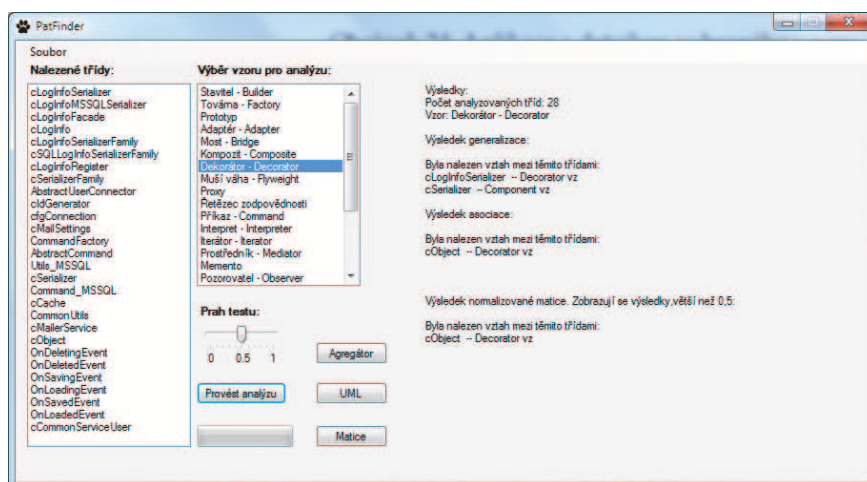 PatFinder
Soubor
Nalezené třídy:
cLogInfoSerializer
cLogInfoMSSQLSerializer
cLogInfoFacade
cLogInfo
cLogInfoSerializerFamily
cSQLLogInfoSerializerFamily
cLogInfoRegister
cSerializerFamily
AbstractUserConnector
cIdGenerator
cfgConnection
cMailSettings
CommandFactory
AbstractCommand
Utils_MSSQL
cSerializer
Command_MSSQL
cCache
CommonUtils
cMailerService
cObject
OnDeletingEvent
OnDeletedEvent
OnSavingEvent
OnLoadingEvent
OnSavedEvent
OnLoadedEvent
cCommonServiceUser
Výběr vzoru pro analýzu:
Stavitel - Builder
Továrna - Factory
Prototyp
Adaptér - Adapter
Most - Bridge
Kompozit - Composite
Dekorátor - Decorator
Muší váha - Flyweight
Proxy
Řetězec zodpovědnosti
Příkaz - Command
Interpret - Interpreter
Iterátor - Iterator
Prostředník - Mediator
Memento
Pozorovatel - Observer
Prah testu:
0 0.5 1
Agregátor
Provést analýzu
UML
Matice
Výsledky:
Počet analyzovaných tříd: 28
Vzor: Dekorátor - Decorator
Výsledek generalizace:
Byla nalezen vztah mezi těmito třídami:
cLogInfoSerializer -- Decorator vz
cSerializer -- Component vz
Výsledek asociace:
Byla nalezen vztah mezi těmito třídami:
cObject -- Decorator vz
Výsledek normalizované matice. Zobrazují se výsledky,větší než 0,5:
Byla nalezen vztah mezi těmito třídami:
cObject -- Decorator vz